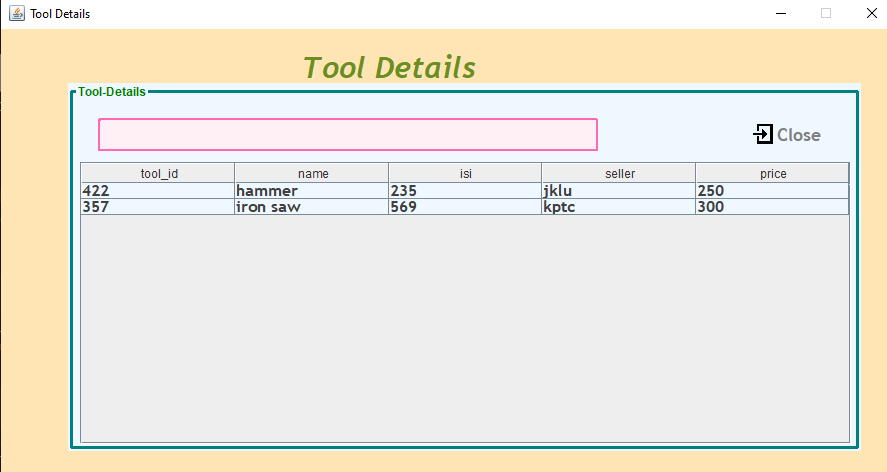 Tool Details
Tool Details
Tool-Details
Close
tool_id name isi seller price
422 hammer 235 jklu 250
357 iron saw 569 kptc 300